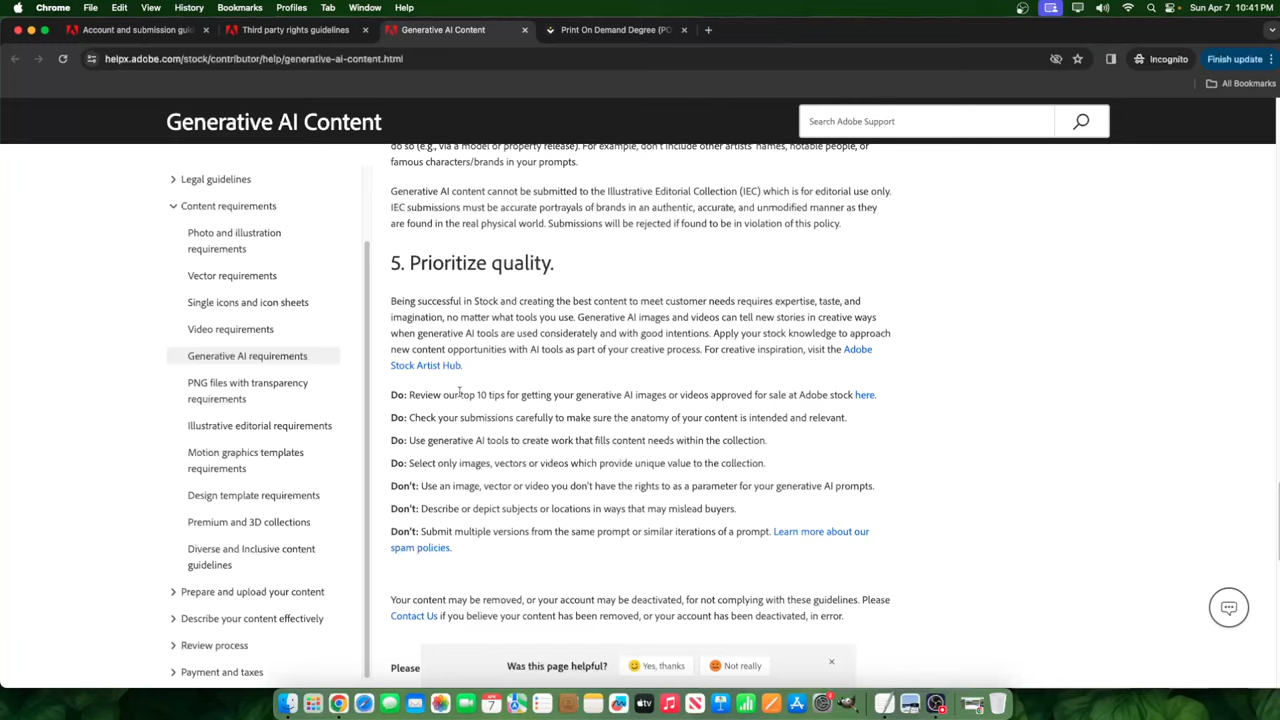 Chrome File Edit View History Bookmarks Profiles Tab Window Help
Sun Apr 7 10:41 PM
Account and submission gui
Third party rights guidelines
Generative AI Content
Print On Demand Degree (PO
helpx.adobe.com/stock/contributor/help/generative-ai-content.html
Incognito
Finish update
All Bookmarks
Generative AI Content
Search Adobe Support
Legal guidelines
Content requirements
Photo and illustration
requirements
Vector requirements
Single icons and icon sheets
Video requirements
Generative AI requirements
PNG files with transparency
requirements
Illustrative editorial requirements
Motion graphics templates
requirements
Design template requirements
Premium and 3D collections
Diverse and Inclusive content
guidelines
Prepare and upload your content
Describe your content effectively
Review process
Payment and taxes
do so (e.g., via a model or property release). For example, don't include other artists' names, notable people, or
famous characters/brands in your prompts.
Generative AI content cannot be submitted to the Illustrative Editorial Collection (IEC) which is for editorial use only.
IEC submissions must be accurate portrayals of brands in an authentic, accurate, and unmodified manner as they
are found in the real physical world. Submissions will be rejected if found to be in violation of this policy.
5. Prioritize quality.
Being successful in Stock and creating the best content to meet customer needs requires expertise, taste, and
imagination, no matter what tools you use. Generative AI images and videos can tell new stories in creative ways
when generative AI tools are used considerately and with good intentions. Apply your stock knowledge to approach
new content opportunities with AI tools as part of your creative process. For creative inspiration, visit the Adobe
Stock Artist Hub.
Do: Review our top 10 tips for getting your generative AI images or videos approved for sale at Adobe stock here.
Do: Check your submissions carefully to make sure the anatomy of your content is intended and relevant.
Do: Use generative AI tools to create work that fills content needs within the collection.
Do: Select only images, vectors or videos which provide unique value to the collection.
Don't: Use an image, vector or video you don't have the rights to as a parameter for your generative AI prompts.
Don't: Describe or depict subjects or locations in ways that may mislead buyers.
Don't: Submit multiple versions from the same prompt or similar iterations of a prompt. Learn more about our
spam policies.
Your content may be removed, or your account may be deactivated, for not complying with these guidelines. Please
Contact Us if you believe your content has been removed, or your account has been deactivated, in error.
Please
Was this page helpful? Yes, thanks Not really